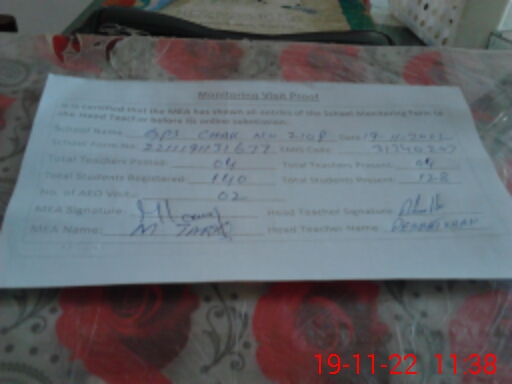 Monitoring Visit Proof
It is certified that the MEA has shown all entries of the School Monitoring Form to
the Head Teacher before its online submission.
School Name: GPS CHAK NO 210P Date 19-11-2022
School Form No: EMIS Code: 31340247
Total Teachers Posted: 04 Total Teachers Present: 04
Total Students Registered: 140 Total Students Present: 128
No. of AEO Visits: 02
MEA Signature: Head Teacher Signature:
MEA Name: M TARIQ Head Teacher Name:
19-11-22 11:38